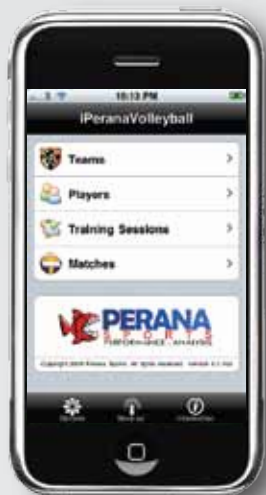 10:13 PM
iPeranaVolleyball
Teams
Players
Training Sessions
Matches
PERANA
SPORTS
PERFORMANCE ANALYSIS